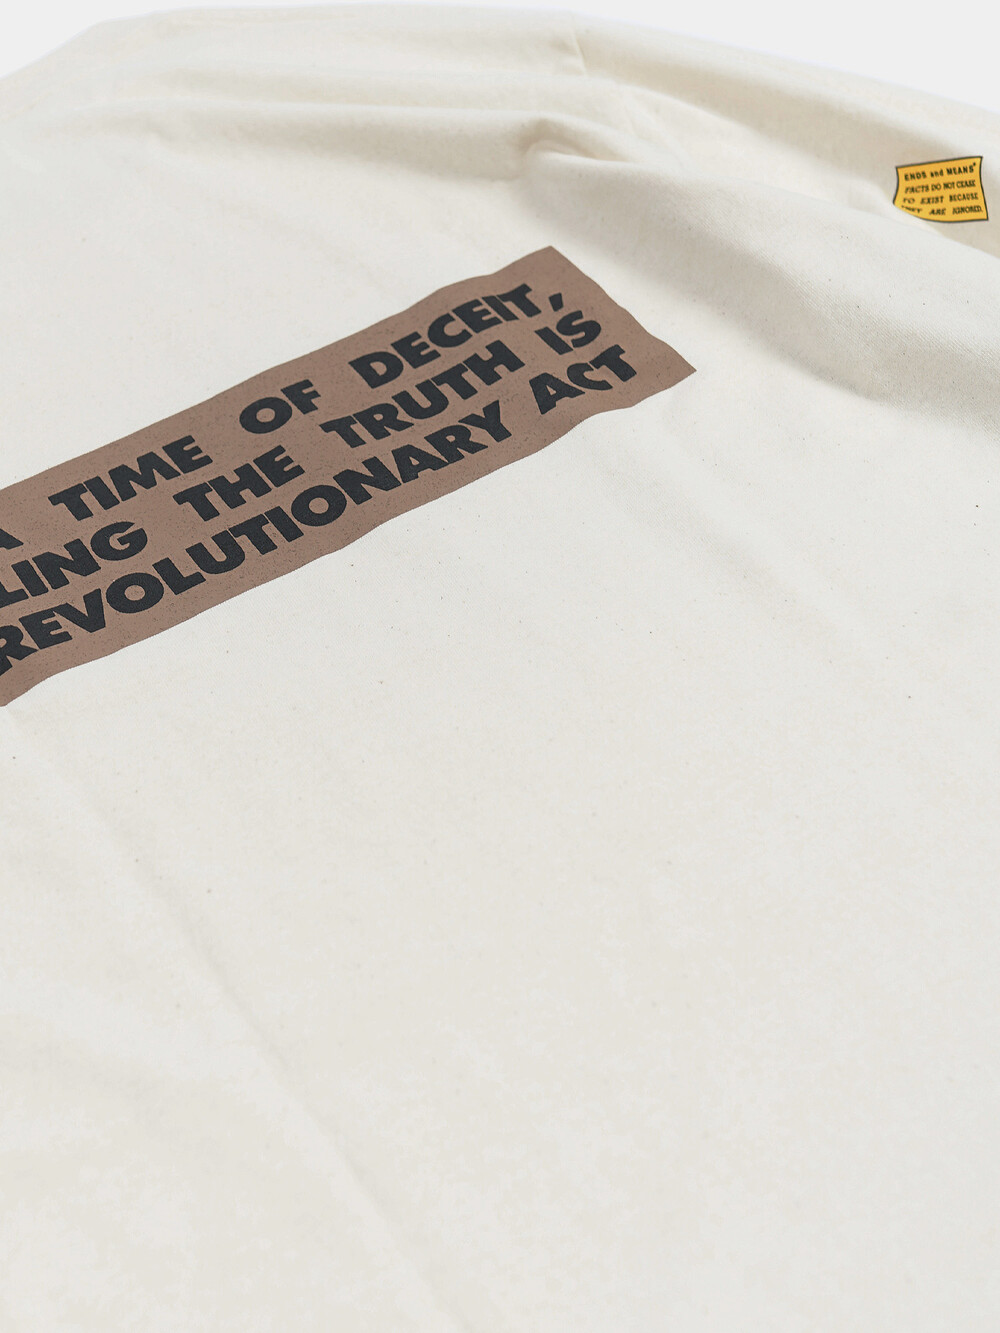 A TIME OF DECEIT,
LING THE TRUTH IS
REVOLUTIONARY ACT
ENDS and MEANS®
FACTS DO NOT CEASE
TO EXIST BECAUSE
THEY ARE IGNORED.